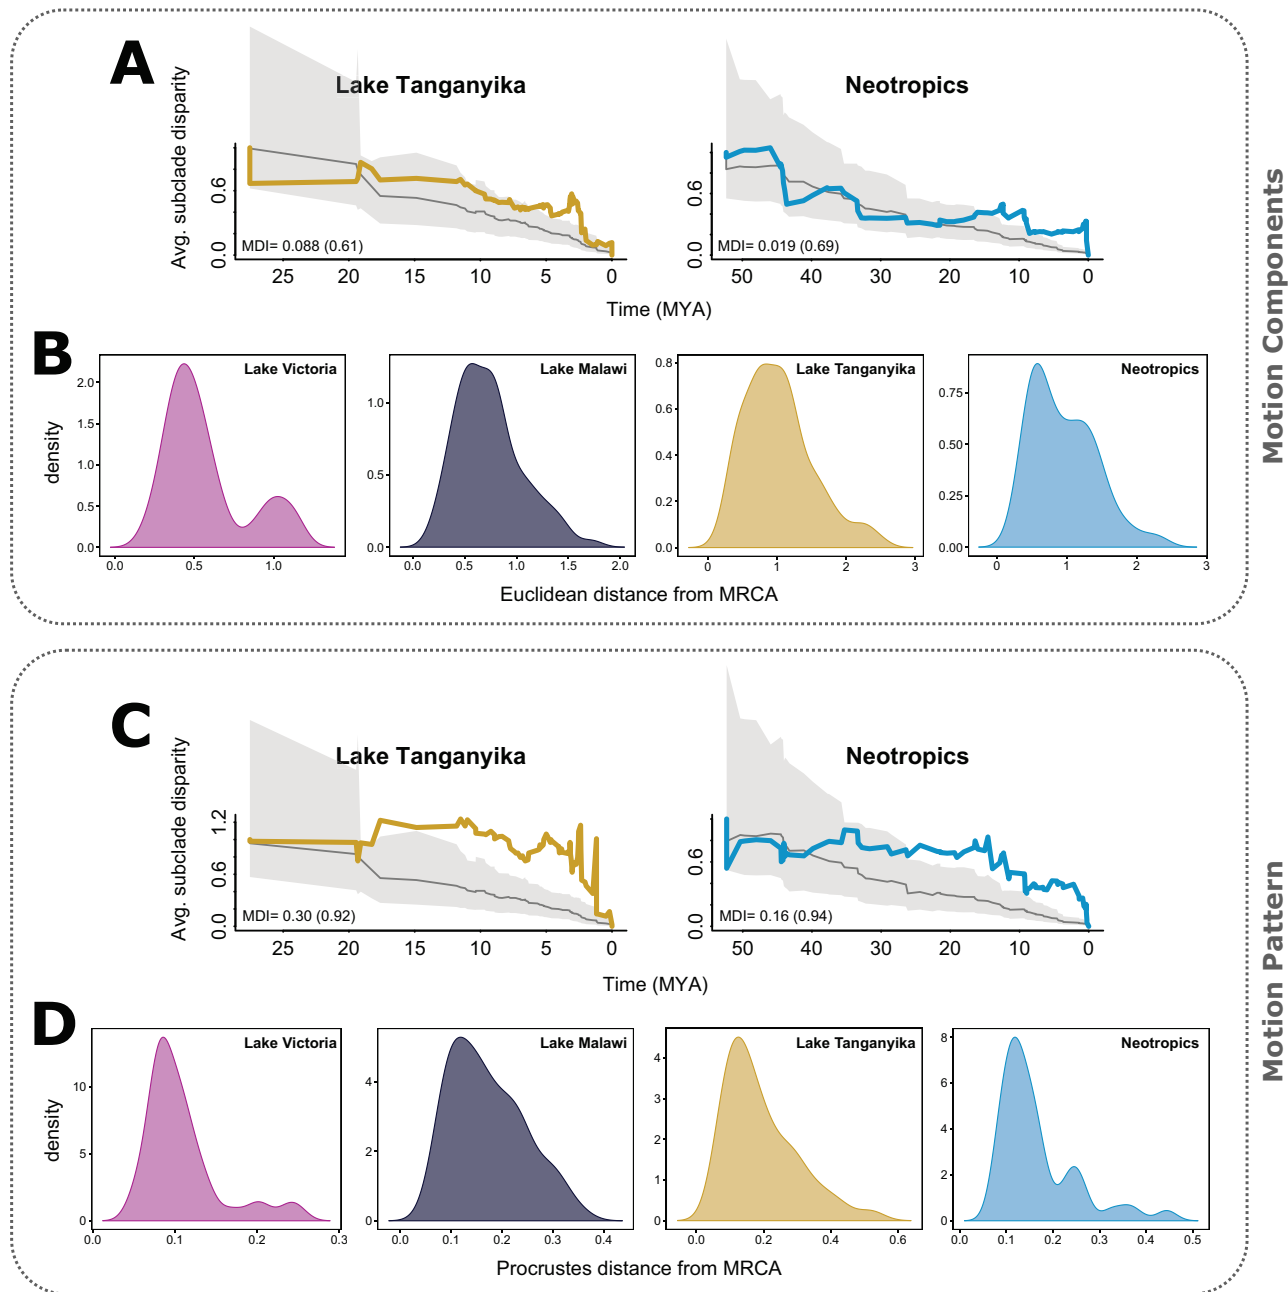 A
Lake Tanganyika
Neotropics
Avg. subclade disparity
0.6
0.0
MDI= 0.088 (0.61)
25 20 15 10 5 0
0.6
0.0
MDI= 0.019 (0.69)
50 40 30 20 10 0
Time (MYA)
Motion Components
B
density
Lake Victoria
2.0
1.5
1.0
0.5
0.0
0.0 0.5 1.0
Lake Malawi
1.0
0.5
0.0
0.0 0.5 1.0 1.5 2.0
Lake Tanganyika
0.8
0.6
0.4
0.2
0.0
0 1 2 3
Neotropics
0.75
0.50
0.25
0.00
0 1 2 3
Euclidean distance from MRCA
C
Lake Tanganyika
Neotropics
Avg. subclade disparity
1.2
0.6
0.0
MDI= 0.30 (0.92)
25 20 15 10 5 0
0.6
0.0
MDI= 0.16 (0.94)
50 40 30 20 10 0
Time (MYA)
Motion Pattern
D
density
Lake Victoria
10
5
0
0.0 0.1 0.2 0.3
Lake Malawi
4
2
0
0.0 0.1 0.2 0.3 0.4
Lake Tanganyika
4
3
2
1
0
0.0 0.2 0.4 0.6
Neotropics
8
6
4
2
0
0.0 0.1 0.2 0.3 0.4 0.5
Procrustes distance from MRCA